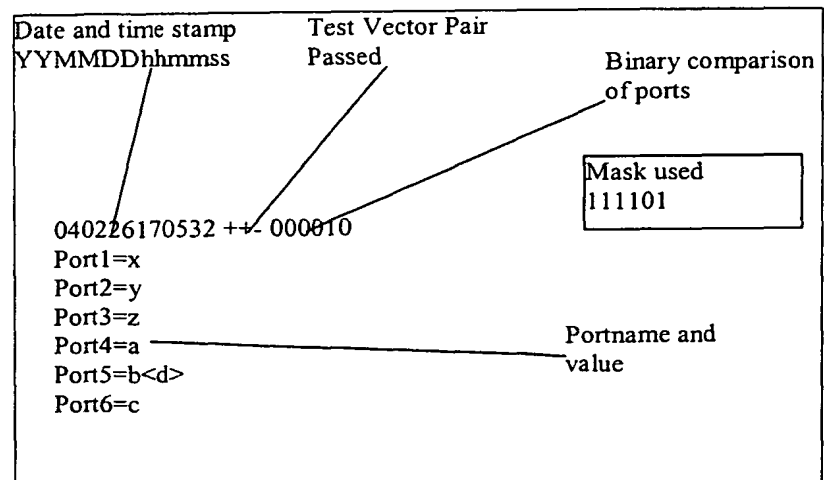 Date and time stamp
YYMMDDhhmmss
Test Vector Pair
Passed
Binary comparison
of ports
Mask used
111101
040226170532 ++- 000010
Port1=x
Port2=y
Port3=z
Port4=a
Port5=b<d>
Port6=c
Portname and
value